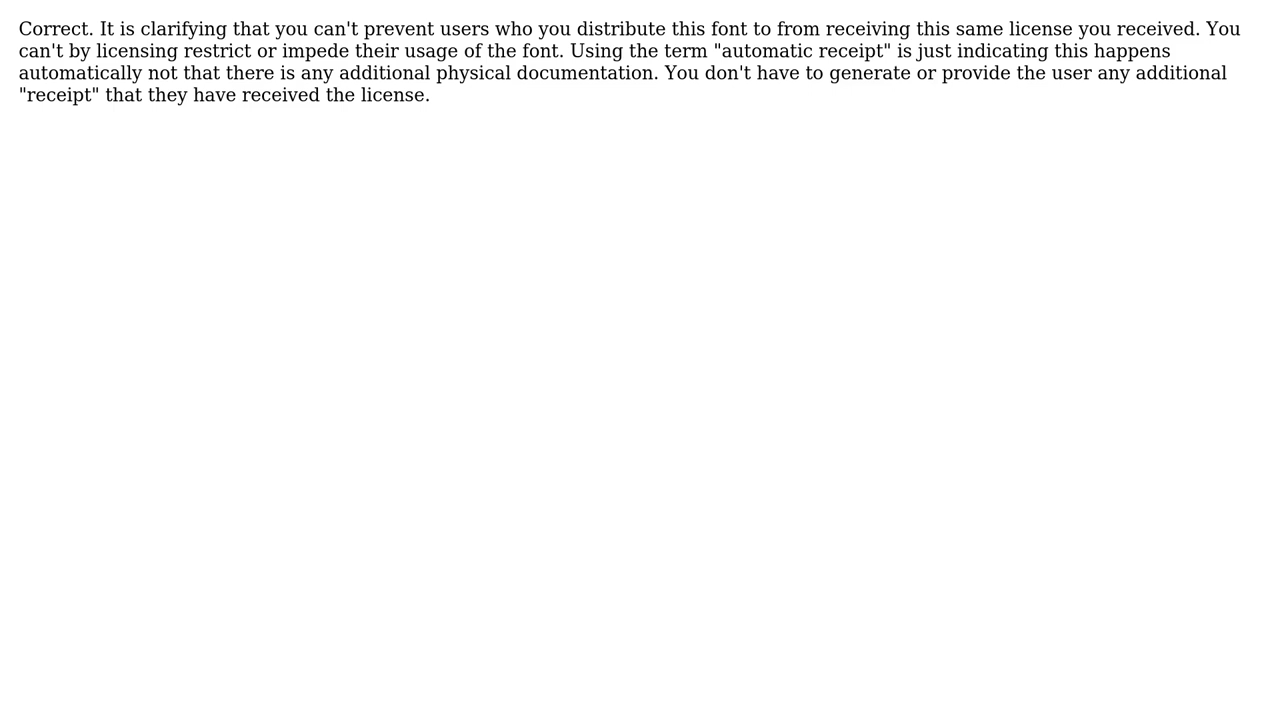 Correct. It is clarifying that you can't prevent users who you distribute this font to from receiving this same license you received. You
can't by licensing restrict or impede their usage of the font. Using the term "automatic receipt" is just indicating this happens
automatically not that there is any additional physical documentation. You don't have to generate or provide the user any additional
"receipt" that they have received the license.